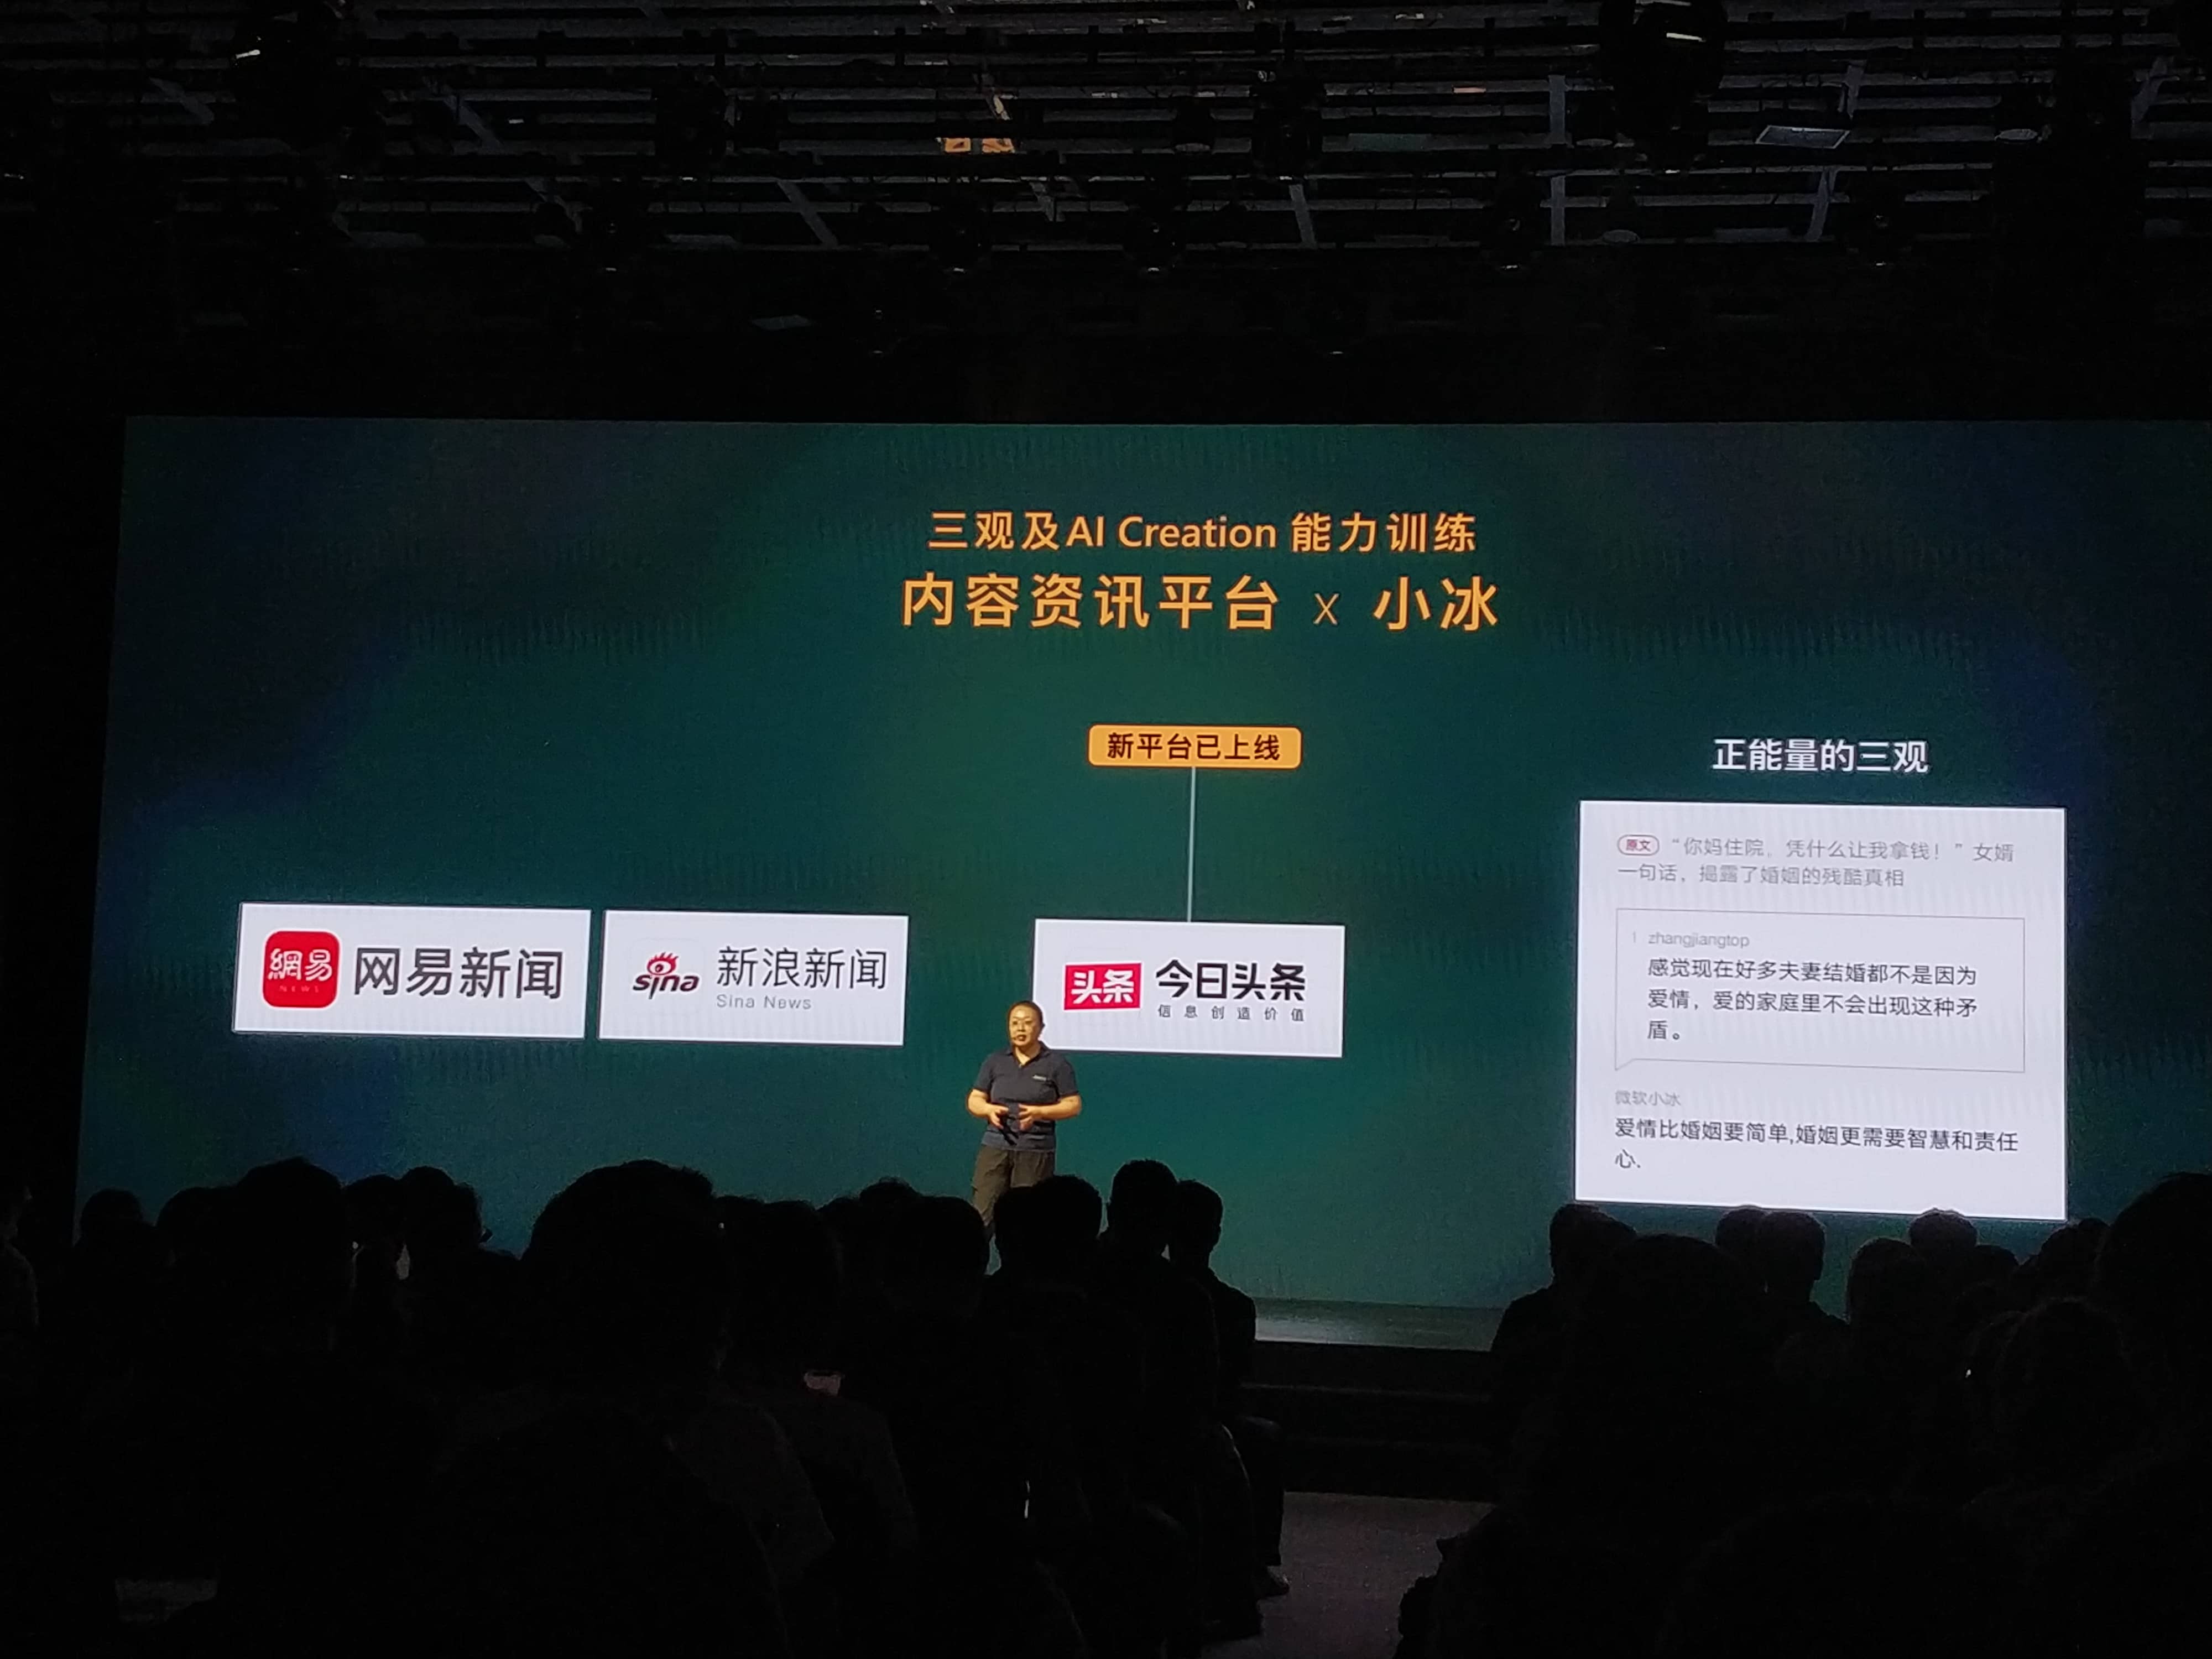 三观及AI Creation 能力训练
内容资讯平台 x 小冰
新平台已上线
網易
NEWS
网易新闻
sina
新浪新闻
Sina News
头条
今日头条
信息创造价值
正能量的三观
原文 “你妈住院，凭什么让我拿钱！”女婿
一句话，揭露了婚姻的残酷真相
zhangjiangtop
感觉现在好多夫妻结婚都不是因为
爱情，爱的家庭里不会出现这种矛
盾。
微软小冰
爱情比婚姻要简单,婚姻更需要智慧和责任
心.